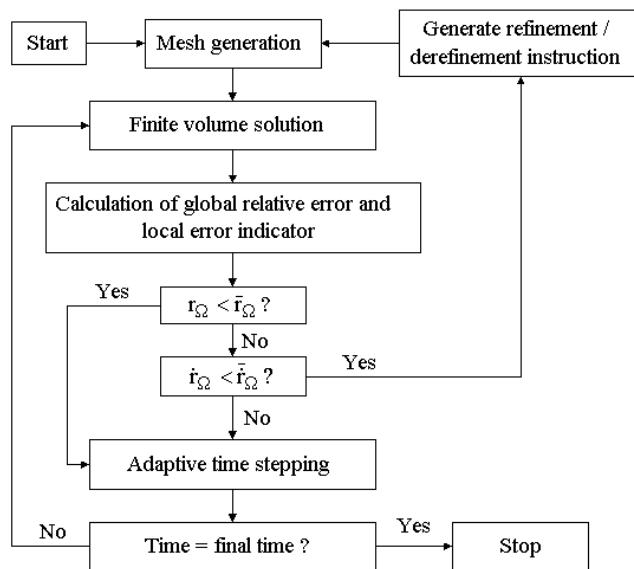 Start
Mesh generation
Generate refinement /
derefinement instruction
Finite volume solution
Calculation of global relative error and
local error indicator
Yes
r_Ω < r̄_Ω ?
No
ṙ_Ω < ṙ̄_Ω ?
Yes
No
Adaptive time stepping
No
Time = final time ?
Yes
Stop